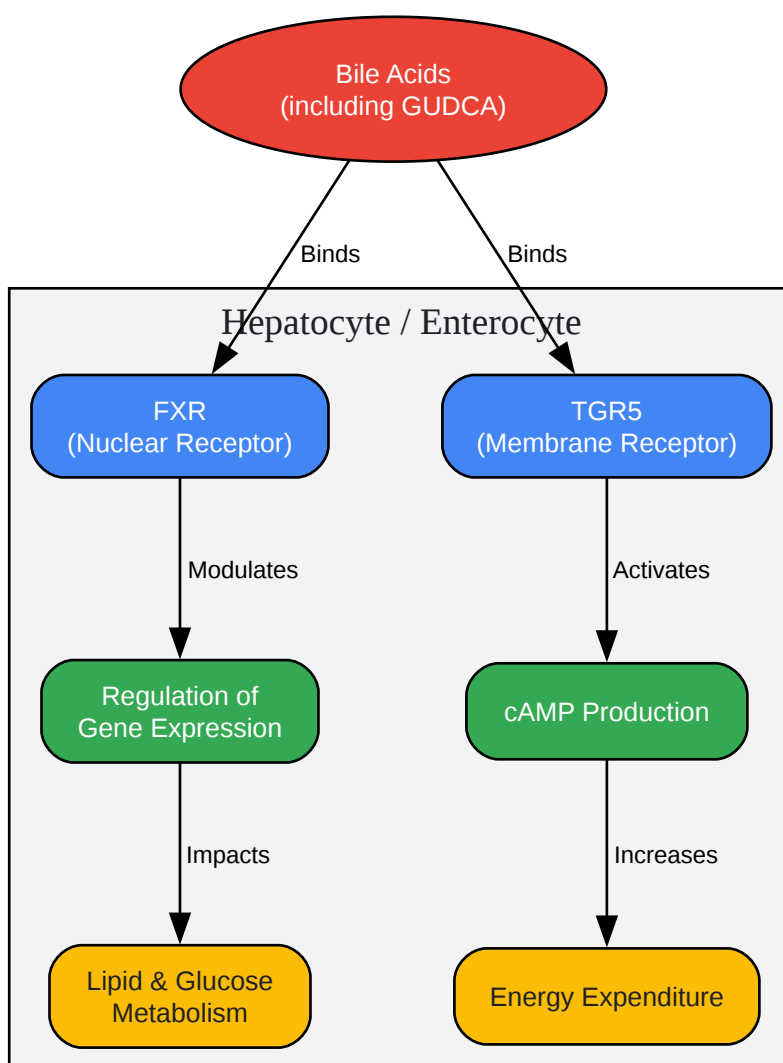 Bile Acids
(including GUDCA)
Binds
Binds
Hepatocyte / Enterocyte
FXR
(Nuclear Receptor)
TGR5
(Membrane Receptor)
Modulates
Activates
Regulation of
Gene Expression
cAMP Production
Impacts
Increases
Lipid & Glucose
Metabolism
Energy Expenditure